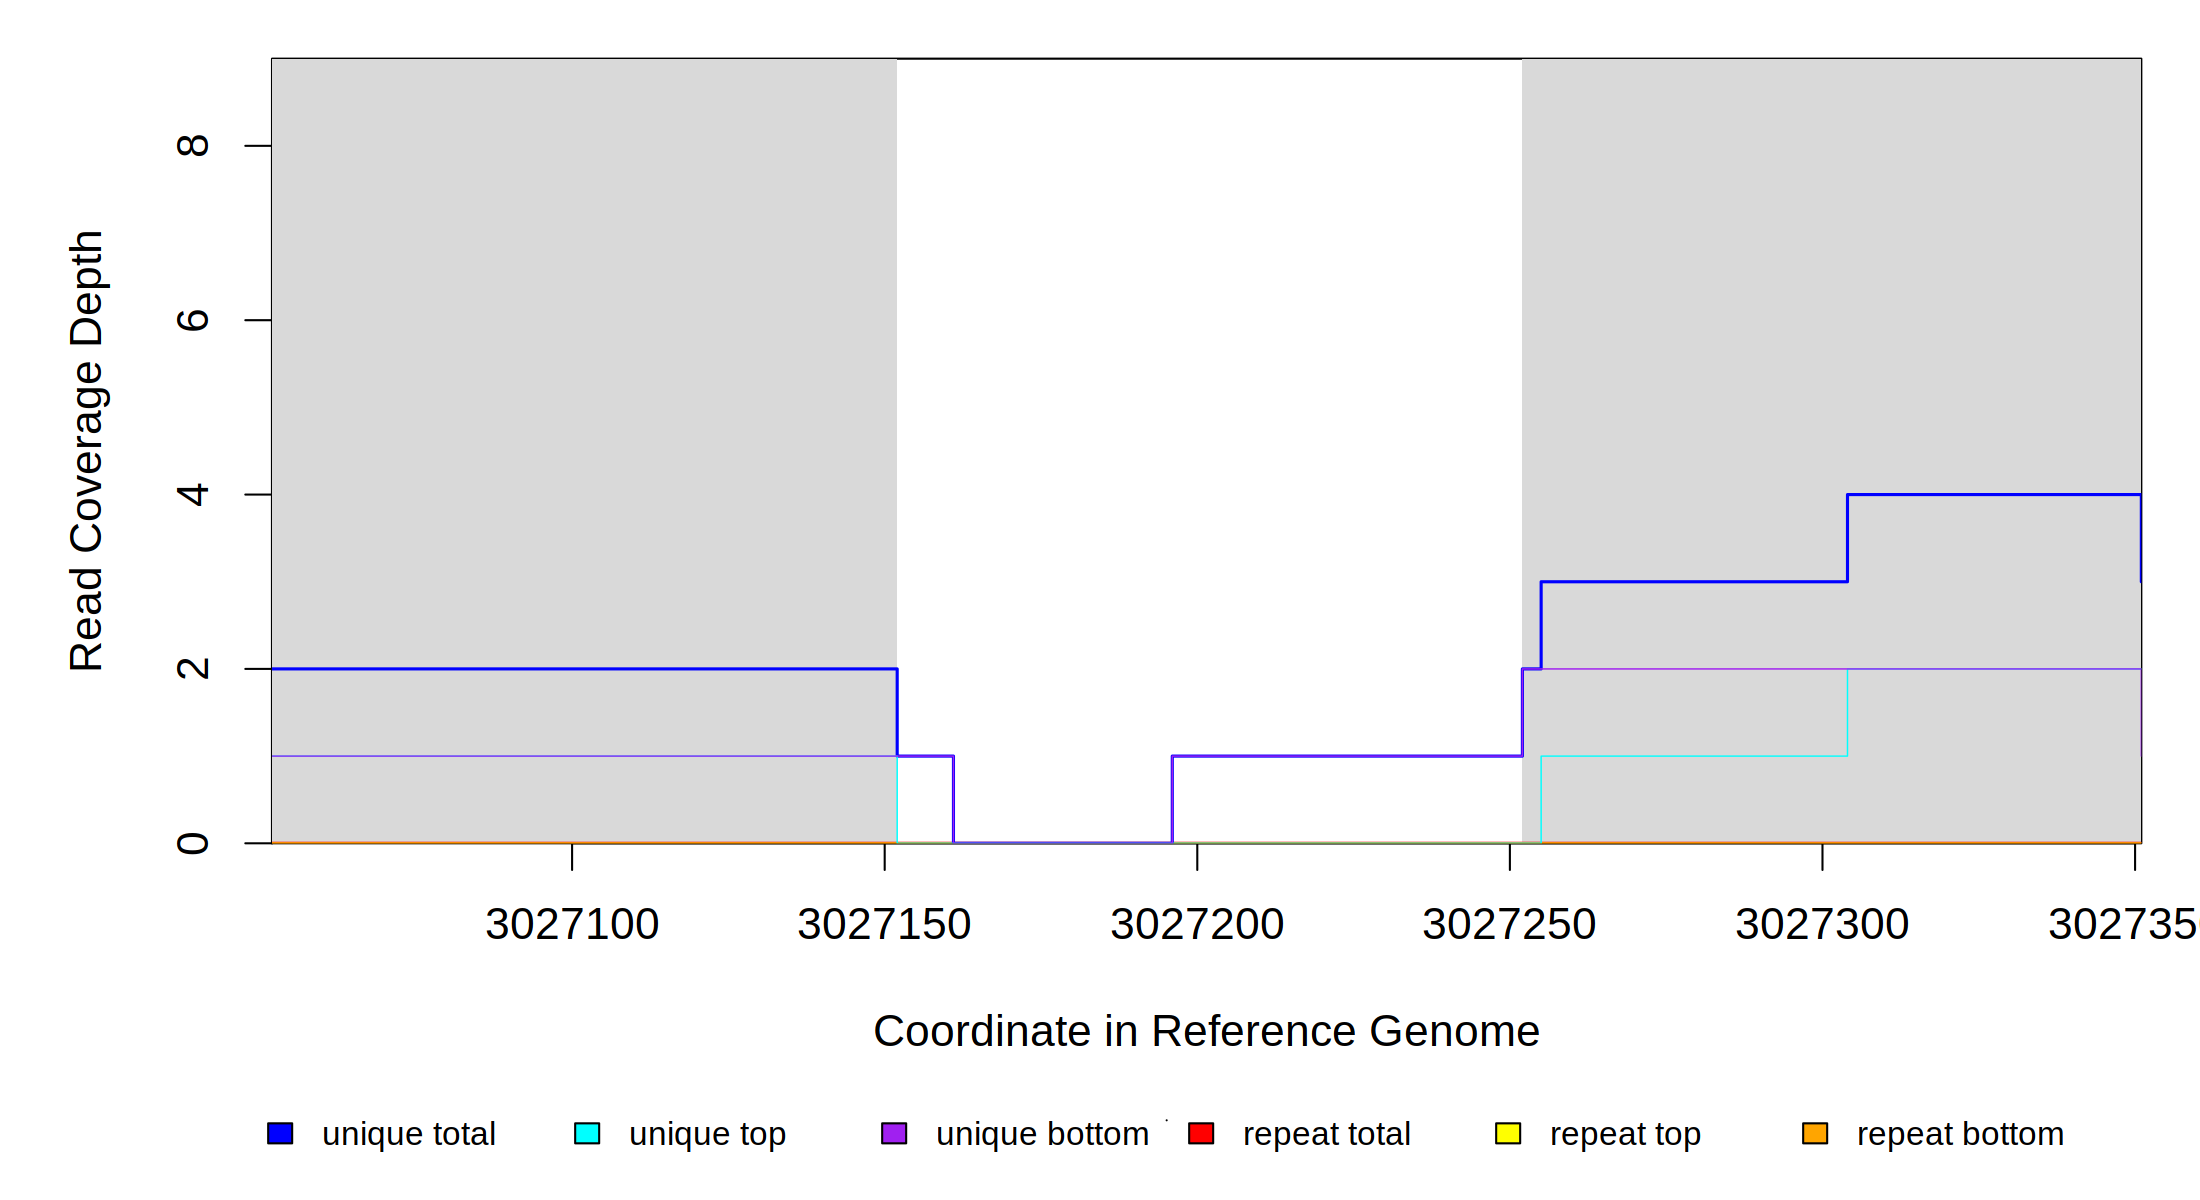 Read Coverage Depth
8
6
4
2
0
3027100 3027150 3027200 3027250 3027300 302735
Coordinate in Reference Genome
unique total unique top unique bottom repeat total repeat top repeat bottom